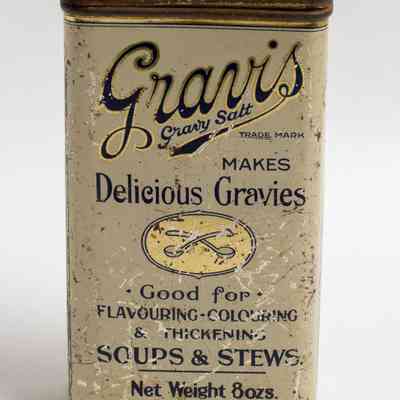 Gravis
Gravy Salt
TRADE MARK
MAKES
Delicious Gravies
Good for
FLAVOURING-COLOURING
& THICKENING
SOUPS & STEWS.
Net Weight 8ozs.